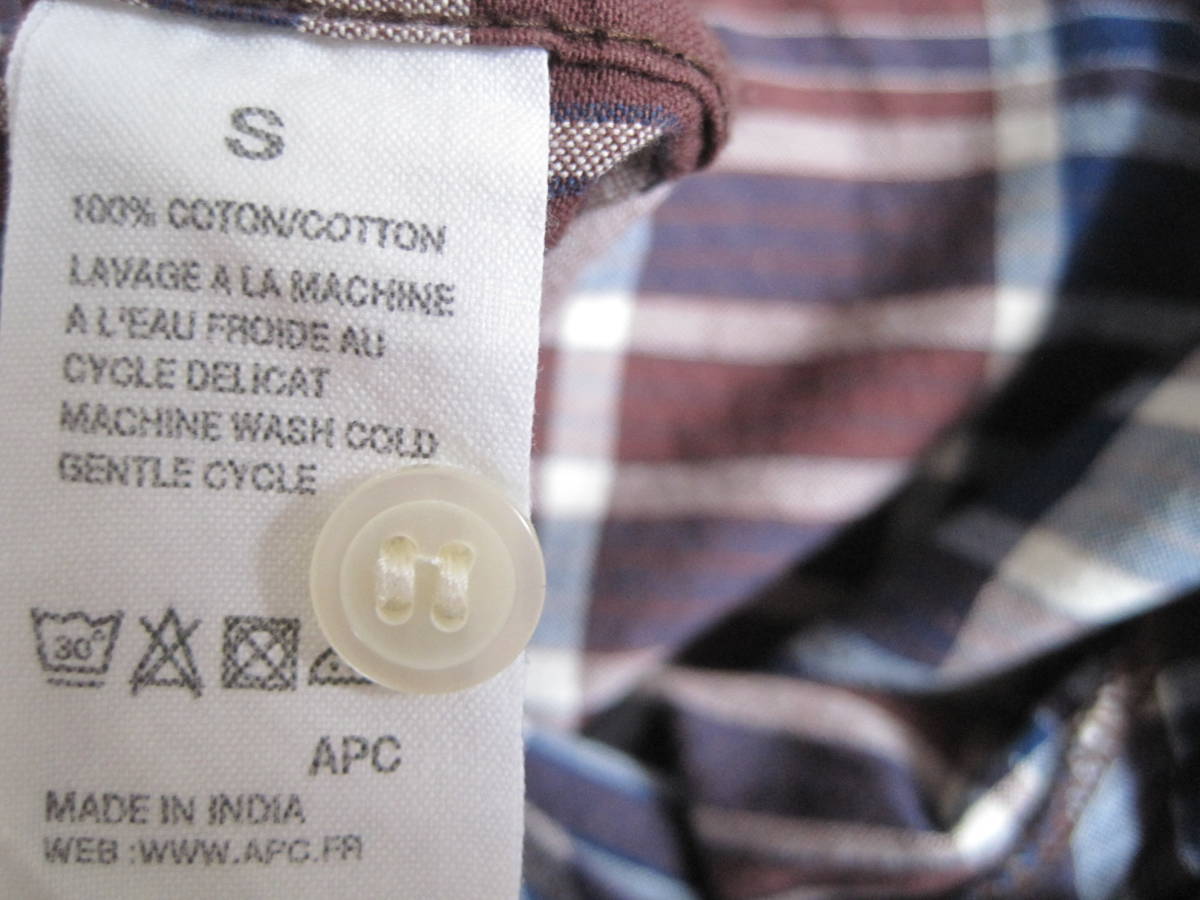 S
100% COTON/COTTON
LAVAGE A LA MACHINE
A L'EAU FROIDE AU
CYCLE DELICAT
MACHINE WASH COLD
GENTLE CYCLE
30°
APC
MADE IN INDIA
WEB :WWW.APC.FR